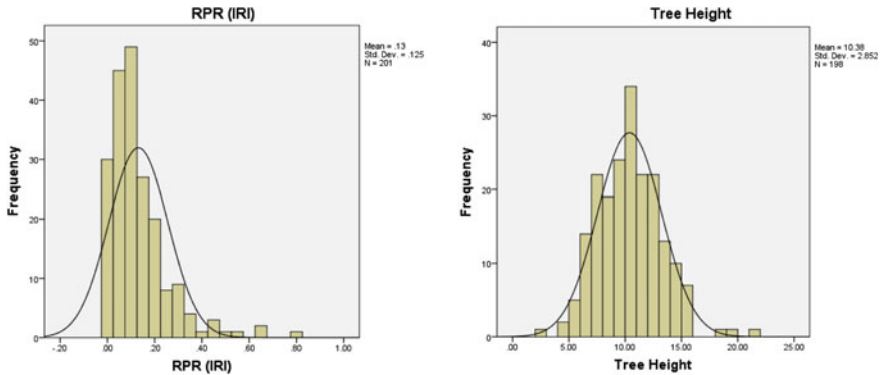 RPR (IRI)
Mean = .13
Std. Dev. = .125
N = 201
50
40
30
20
10
0
Frequency
-.20
.00
.20
.40
.60
.80
1.00
RPR (IRI)
Tree Height
Mean = 10.38
Std. Dev. = 2.852
N = 198
40
30
20
10
0
Frequency
.00
5.00
10.00
15.00
20.00
25.00
Tree Height